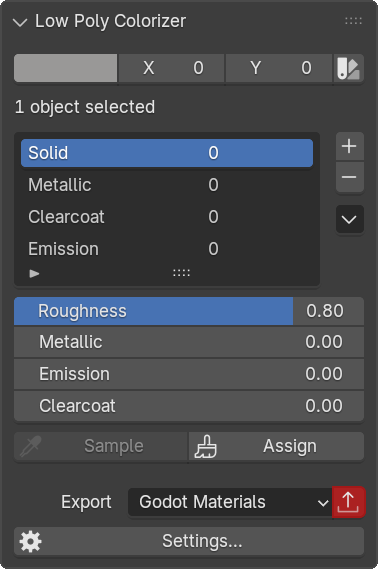 Low Poly Colorizer
X 0 Y 0
1 object selected
Solid 0
Metallic 0
Clearcoat 0
Emission 0
Roughness 0.80
Metallic 0.00
Emission 0.00
Clearcoat 0.00
Sample Assign
Export Godot Materials
Settings...